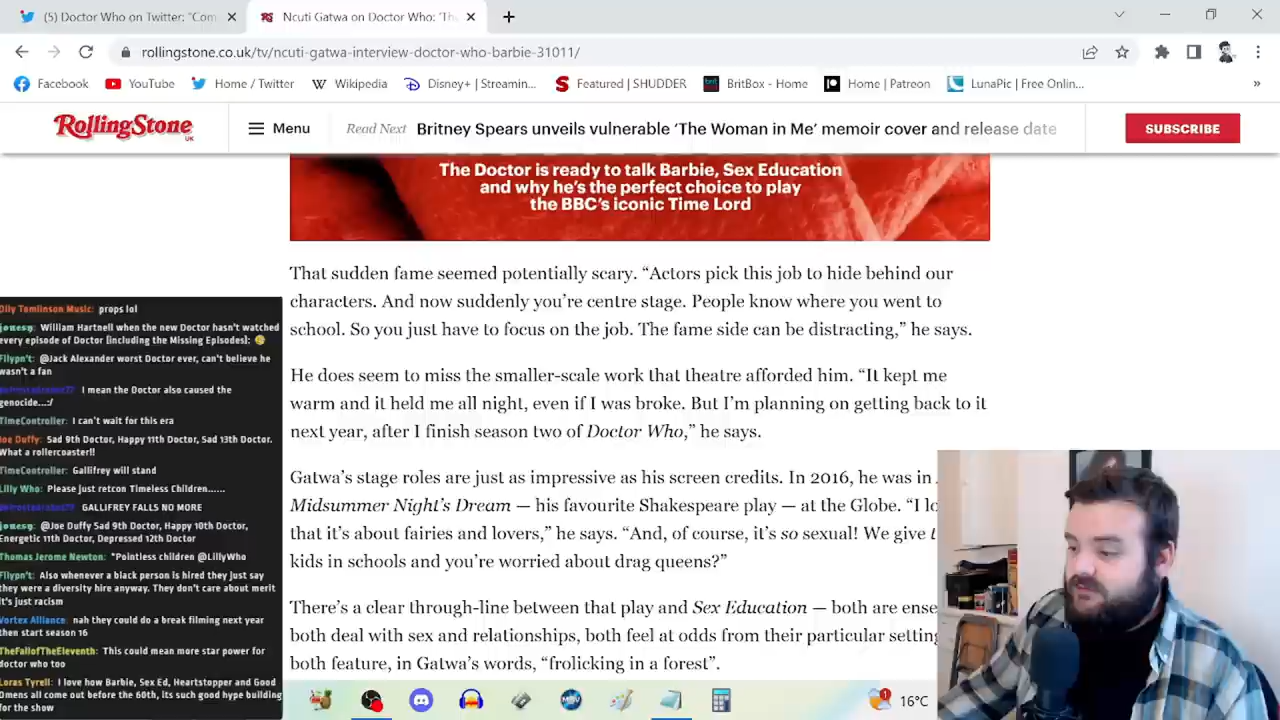 (5) Doctor Who on Twitter: "Com
Ncuti Gatwa on Doctor Who: 'The
rollingstone.co.uk/tv/ncuti-gatwa-interview-doctor-who-barbie-31011/
Facebook YouTube Home / Twitter Wikipedia Disney+ | Streamin... Featured | SHUDDER BritBox - Home Home | Patreon LunaPic | Free Onlin... »
RollingStone UK Menu Read Next Britney Spears unveils vulnerable 'The Woman in Me' memoir cover and release date SUBSCRIBE
The Doctor is ready to talk Barbie, Sex Education
and why he's the perfect choice to play
the BBC's iconic Time Lord
That sudden fame seemed potentially scary. "Actors pick this job to hide behind our
characters. And now suddenly you're centre stage. People know where you went to
school. So you just have to focus on the job. The fame side can be distracting," he says.
He does seem to miss the smaller-scale work that theatre afforded him. "It kept me
warm and it held me all night, even if I was broke. But I'm planning on getting back to it
next year, after I finish season two of Doctor Who," he says.
Gatwa's stage roles are just as impressive as his screen credits. In 2016, he was in
Midsummer Night's Dream — his favourite Shakespeare play — at the Globe. "I lo
that it's about fairies and lovers," he says. "And, of course, it's so sexual! We give t
kids in schools and you're worried about drag queens?"
There's a clear through-line between that play and Sex Education — both are ense
both deal with sex and relationships, both feel at odds from their particular setting
both feature, in Gatwa's words, "frolicking in a forest".
Olly Tomlinson Music: props lol
jonesy: William Hartnell when the new Doctor hasn't watched
every episode of Doctor (including the Missing Episodes):
Filypn't: @Jack Alexander worst Doctor ever, can't believe he
wasn't a fan
I mean the Doctor also caused the
genocide...:/
TimeController: I can't wait for this era
Joe Duffy: Sad 9th Doctor, Happy 11th Doctor, Sad 13th Doctor.
What a rollercoaster!!
TimeController: Gallifrey will stand
Lilly Who: Please just retcon Timeless Children......
GALLIFREY FALLS NO MORE
jonesy: @Joe Duffy Sad 9th Doctor, Happy 10th Doctor,
Energetic 11th Doctor, Depressed 12th Doctor
Thomas Jerome Newton: *Pointless children @LillyWho
Filypn't: Also whenever a black person is hired they just say
they were a diversity hire anyway. They don't care about merit
it's just racism
Vortex Alliance: nah they could do a break filming next year
then start season 16
TheFallofTheEleventh: This could mean more star power for
doctor who too
Loras Tyrell: I love how Barbie, Sex Ed, Heartstopper and Good
Omens all come out before the 60th, its such good hype building
for the show
16°C